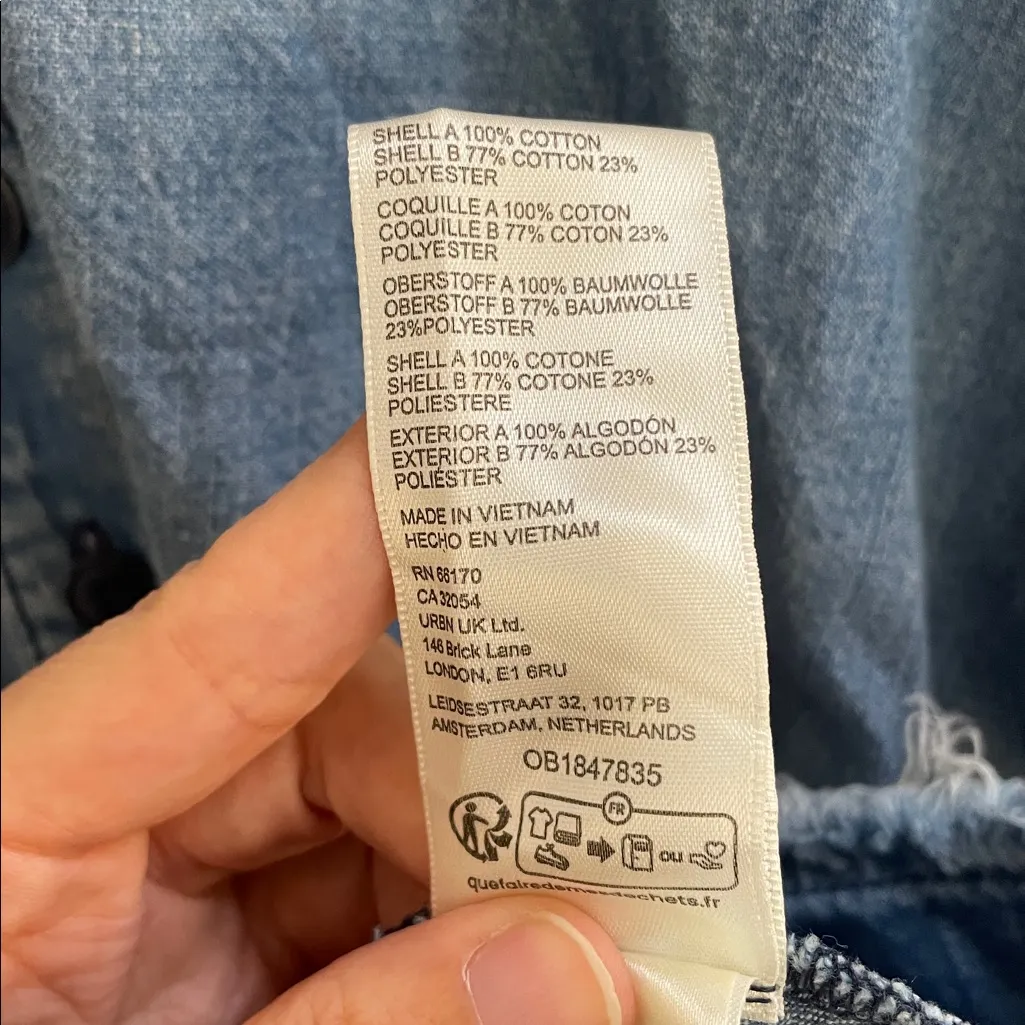 SHELL A 100% COTTON
SHELL B 77% COTTON 23%
POLYESTER
COQUILLE A 100% COTON
COQUILLE B 77% COTON 23%
POLYESTER
OBERSTOFF A 100% BAUMWOLLE
OBERSTOFF B 77% BAUMWOLLE
23%POLYESTER
SHELL A 100% COTONE
SHELL B 77% COTONE 23%
POLIESTERE
EXTERIOR A 100% ALGODÓN
EXTERIOR B 77% ALGODÓN 23%
POLIÉSTER
MADE IN VIETNAM
HECHO EN VIETNAM
RN 66170
CA 32054
URBN UK Ltd.
146 Brick Lane
LONDON, E1 6RU
LEIDSESTRAAT 32, 1017 PB
AMSTERDAM, NETHERLANDS
OB1847835
FR
ou
quefairedemesdechets.fr